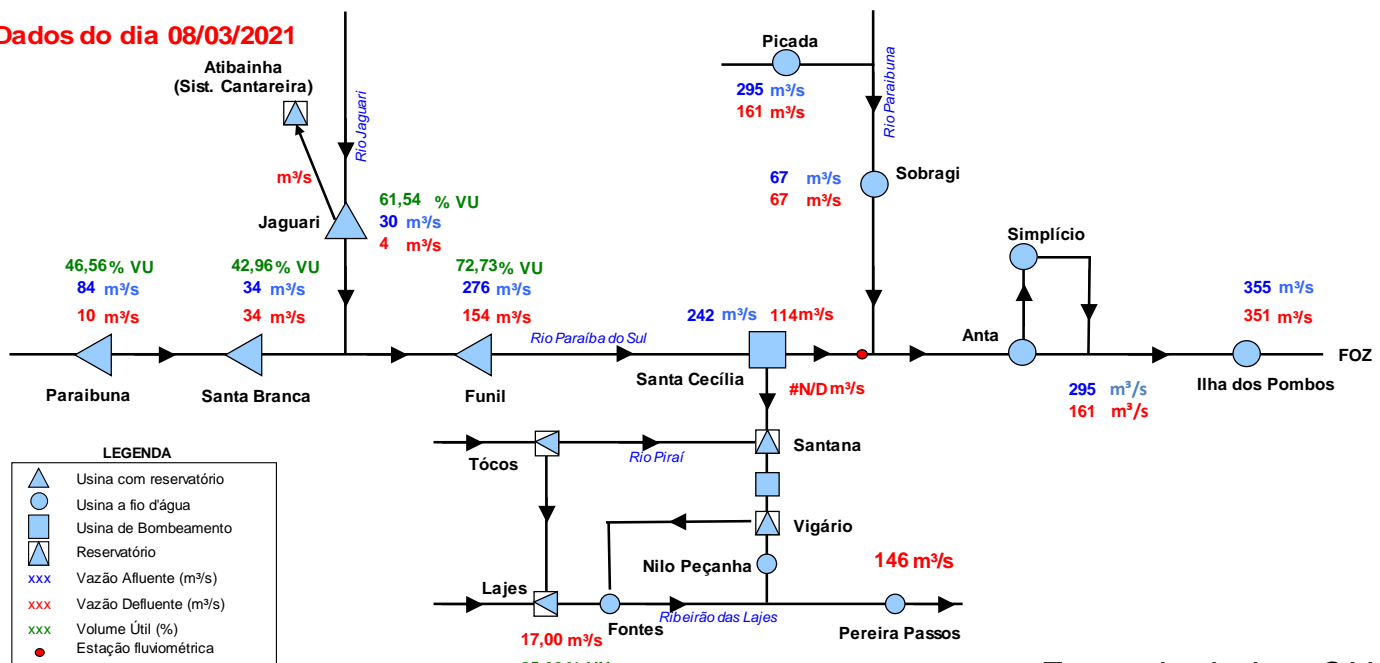 Dados do dia 08/03/2021
Atibainha
(Sist. Cantareira)
Rio Jaguari
m³/s
Jaguari
61,54 % VU
30 m³/s
4 m³/s
Picada
295 m³/s
161 m³/s
Rio Paraibuna
67 m³/s
67 m³/s
Sobragi
46,56% VU
84 m³/s
10 m³/s
Paraibuna
42,96% VU
34 m³/s
34 m³/s
Santa Branca
72,73% VU
276 m³/s
154 m³/s
Funil
Rio Paraíba do Sul
242 m³/s 114m³/s
Santa Cecília
#N/D m³/s
Simplício
Anta
295 m³/s
161 m³/s
355 m³/s
351 m³/s
Ilha dos Pombos
FOZ
Tócos
Rio Piraí
Santana
Vigário
Nilo Peçanha
146 m³/s
Lajes
17,00 m³/s
Fontes
Ribeirão das Lajes
Pereira Passos
LEGENDA
Usina com reservatório
Usina a fio d'água
Usina de Bombeamento
Reservatório
xxx Vazão Afluente (m³/s)
xxx Vazão Defluente (m³/s)
xxx Volume Útil (%)
Estação fluviométrica